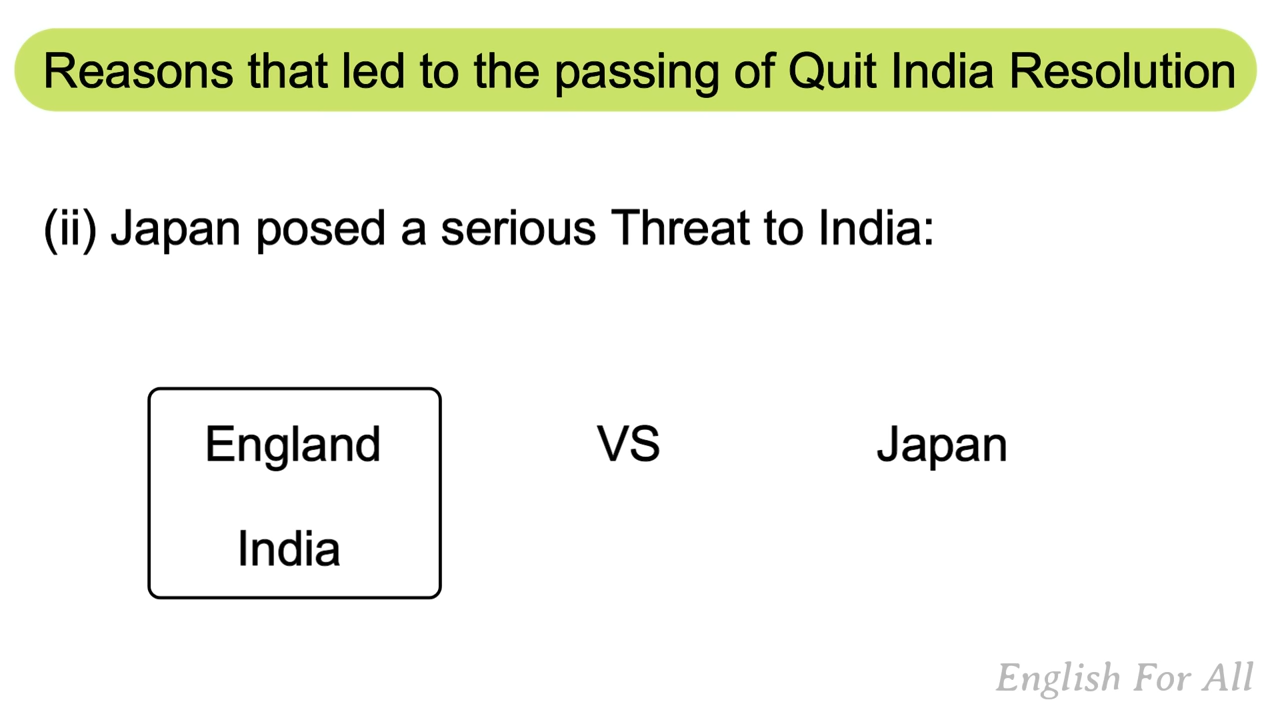 Reasons that led to the passing of Quit India Resolution
(ii) Japan posed a serious Threat to India:
England VS Japan
India
English For All